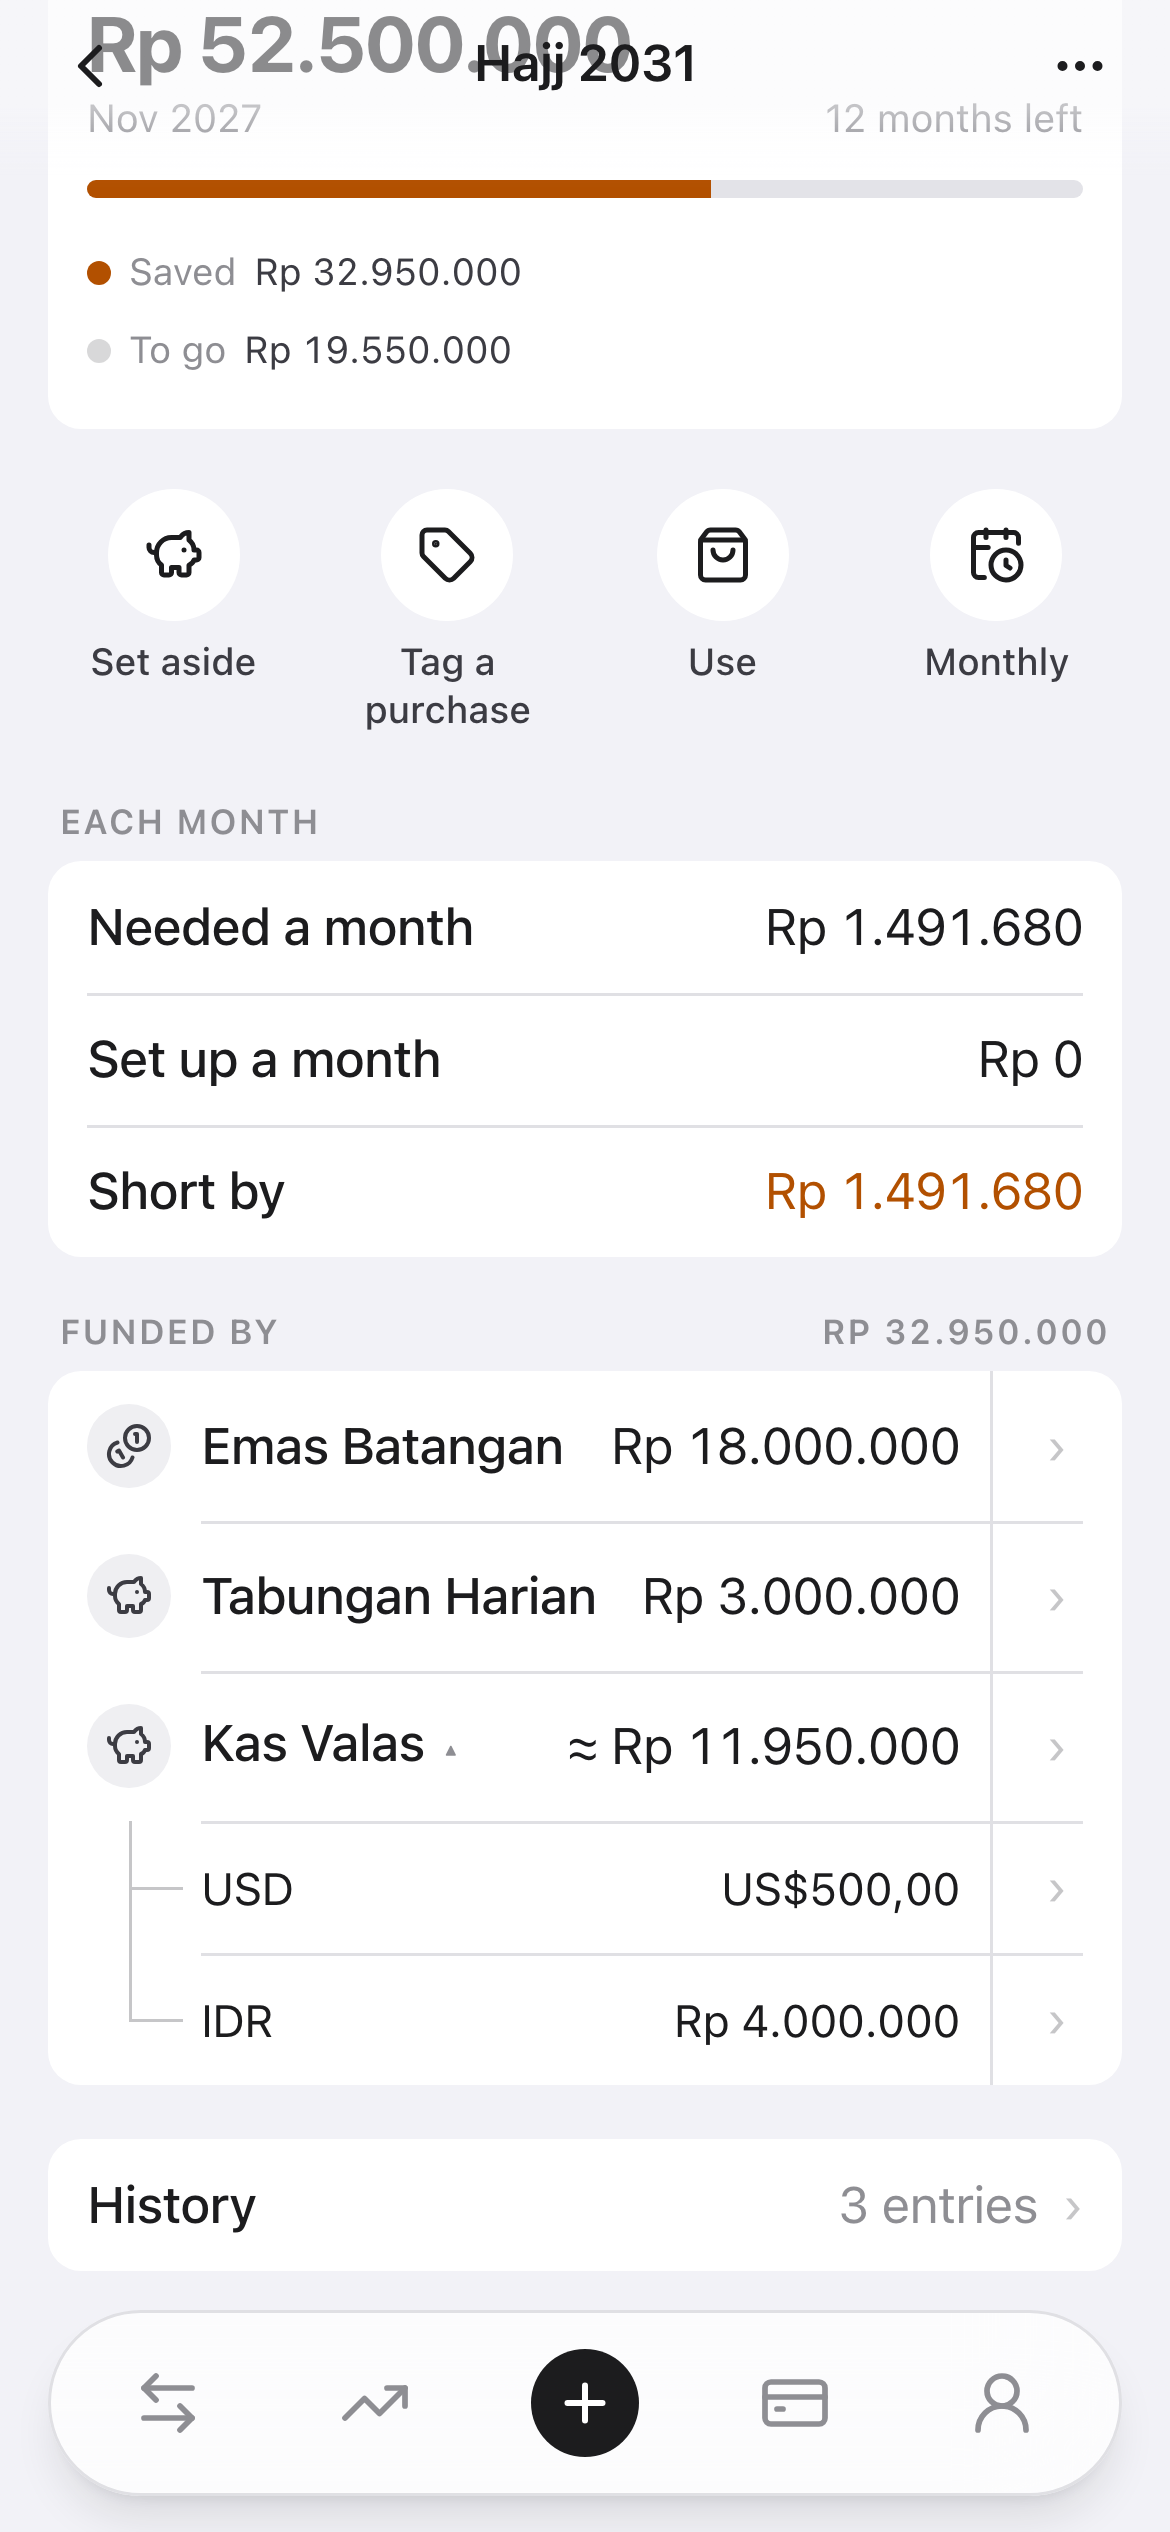 Rp 52.500.000
Hajj 2031
Nov 2027
12 months left
Saved Rp 32.950.000
To go Rp 19.550.000
Set aside
Tag a
purchase
Use
Monthly
EACH MONTH
Needed a month Rp 1.491.680
Set up a month Rp 0
Short by Rp 1.491.680
FUNDED BY RP 32.950.000
Emas Batangan Rp 18.000.000
Tabungan Harian Rp 3.000.000
Kas Valas ▴ ≈ Rp 11.950.000
USD US$500,00
IDR Rp 4.000.000
History 3 entries